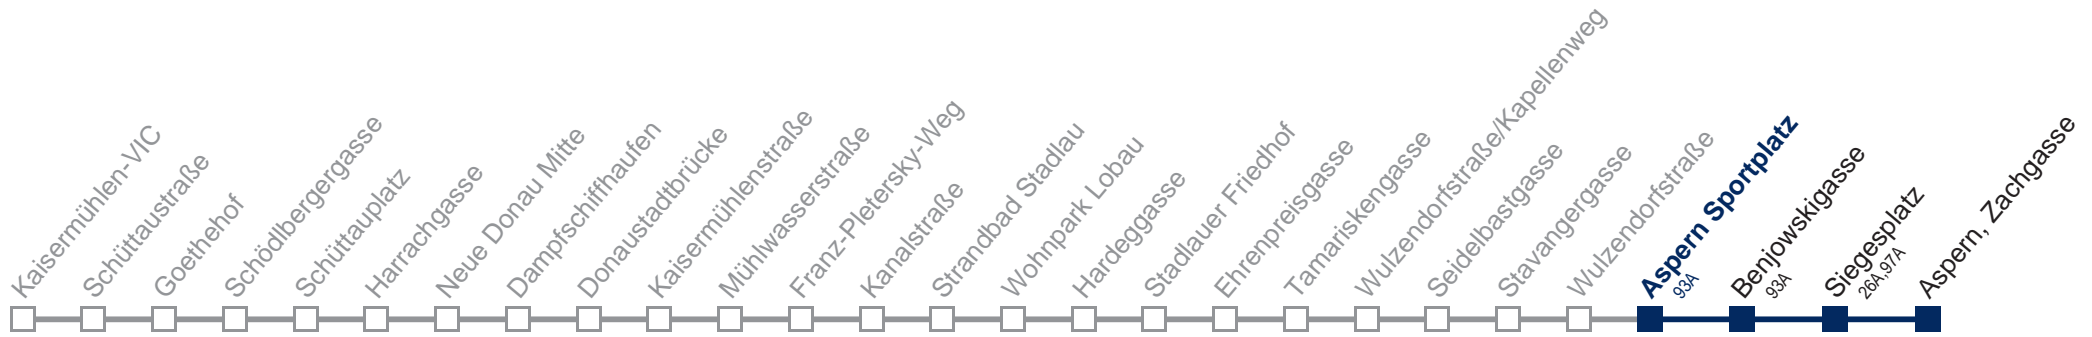 Kaisermühlen-VIC
Schüttaustraße
Goethehof
Schödlbergergasse
Schüttauplatz
Harrachgasse
Neue Donau Mitte
Dampfschiffhaufen
Donaustadtbrücke
Kaisermühlenstraße
Mühlwasserstraße
Franz-Pletersky-Weg
Kanalstraße
Strandbad Stadlau
Wohnpark Lobau
Hardeggasse
Stadlauer Friedhof
Ehrenpreisgasse
Tamariskengasse
Wulzendorfstraße/Kapellenweg
Seidelbastgasse
Stavangergasse
Wulzendorfstraße
Aspern Sportplatz
93A
Benjowskigasse
93A
Siegesplatz
26A,97A
Aspern, Zachgasse